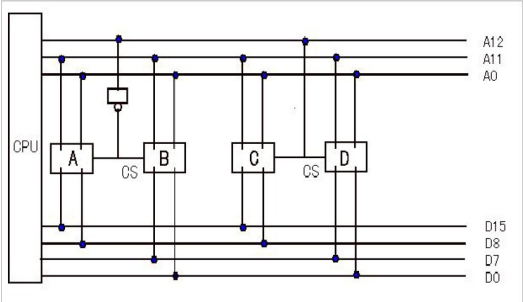 A12
A11
A0
CPU A CS B C CS D
D15
D8
D7
D0